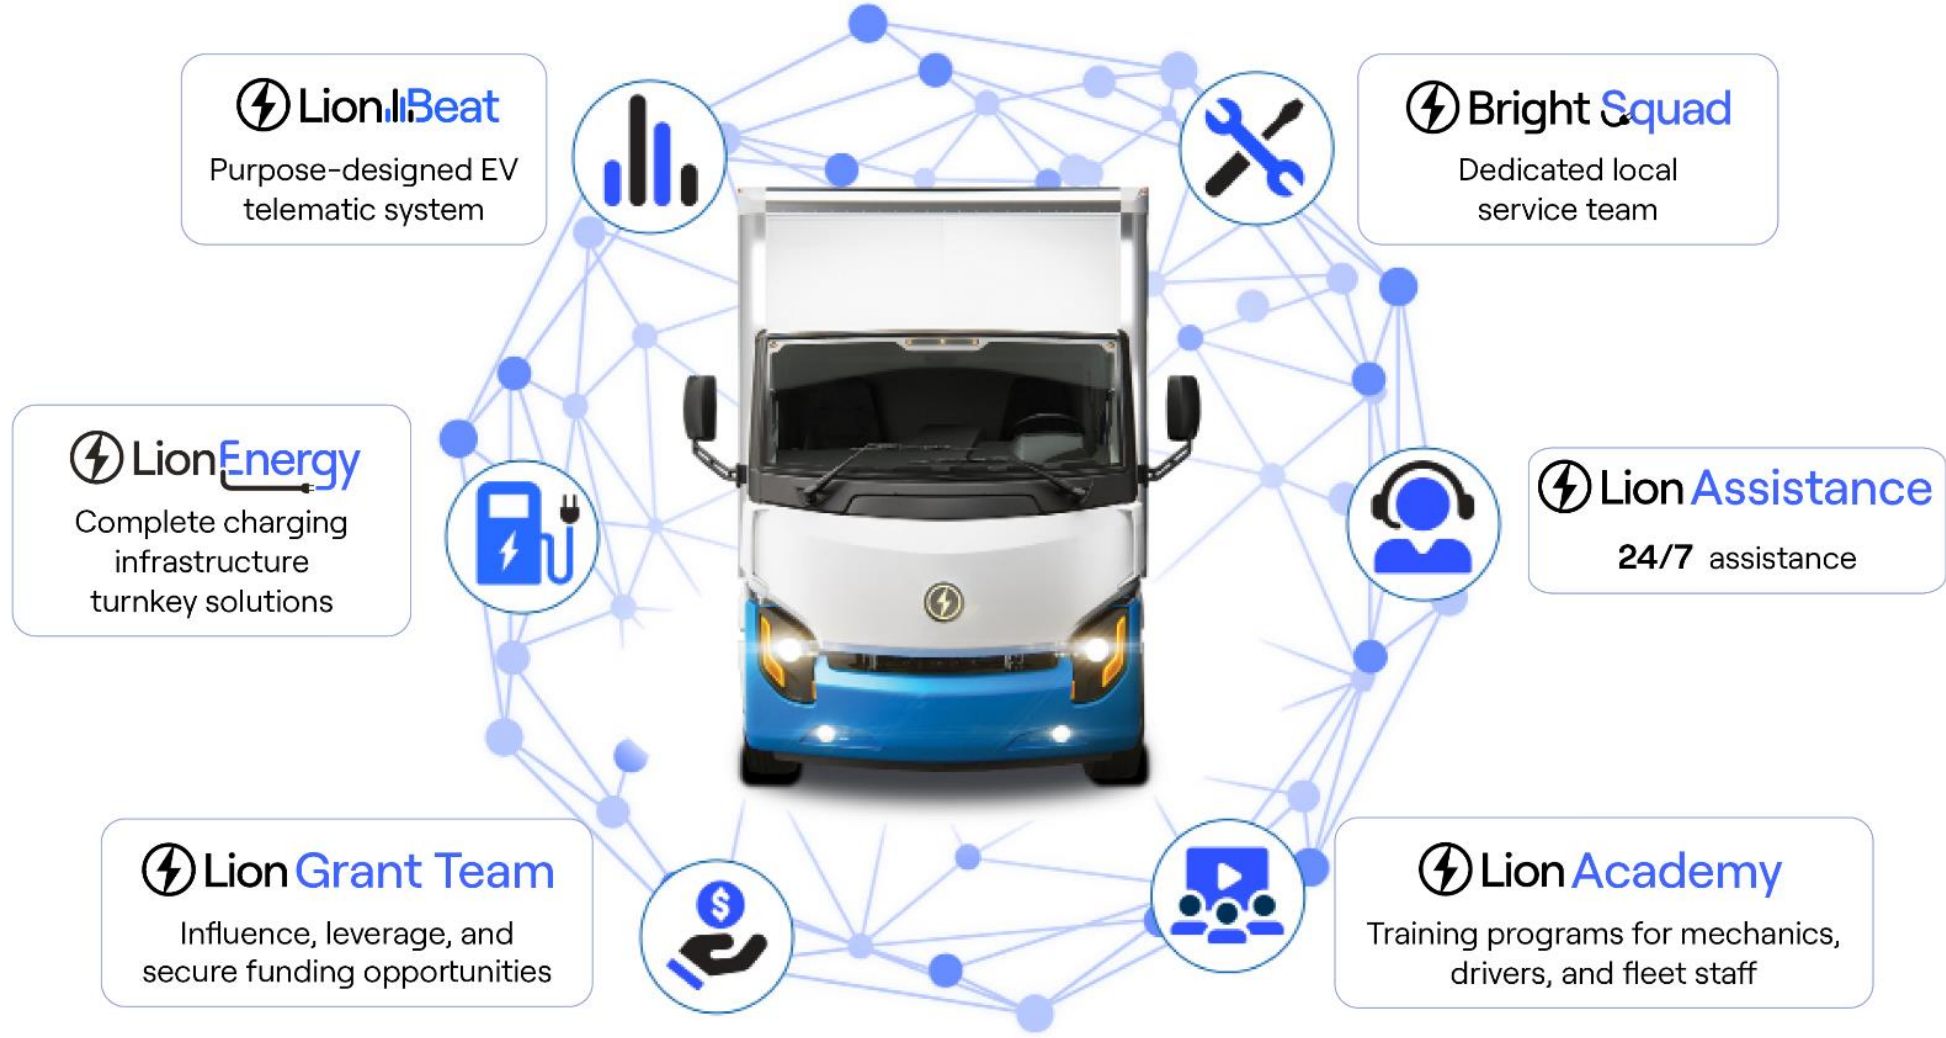 LionBeat
Purpose-designed EV
telematic system
Bright Squad
Dedicated local
service team
LionEnergy
Complete charging
infrastructure
turnkey solutions
Lion Assistance
24/7 assistance
Lion Grant Team
Influence, leverage, and
secure funding opportunities
Lion Academy
Training programs for mechanics,
drivers, and fleet staff